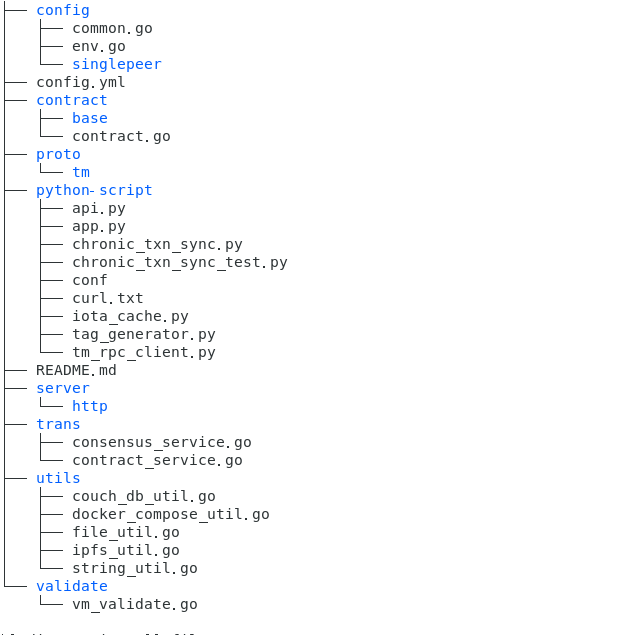 ├── config
│   ├── common.go
│   ├── env.go
│   └── singlepeer
├── config.yml
├── contract
│   ├── base
│   └── contract.go
├── proto
│   └── tm
├── python-script
│   ├── api.py
│   ├── app.py
│   ├── chronic_txn_sync.py
│   ├── chronic_txn_sync_test.py
│   ├── conf
│   ├── curl.txt
│   ├── iota_cache.py
│   ├── tag_generator.py
│   └── tm_rpc_client.py
├── README.md
├── server
│   └── http
├── trans
│   ├── consensus_service.go
│   └── contract_service.go
├── utils
│   ├── couch_db_util.go
│   ├── docker_compose_util.go
│   ├── file_util.go
│   ├── ipfs_util.go
│   └── string_util.go
└── validate
    └── vm_validate.go